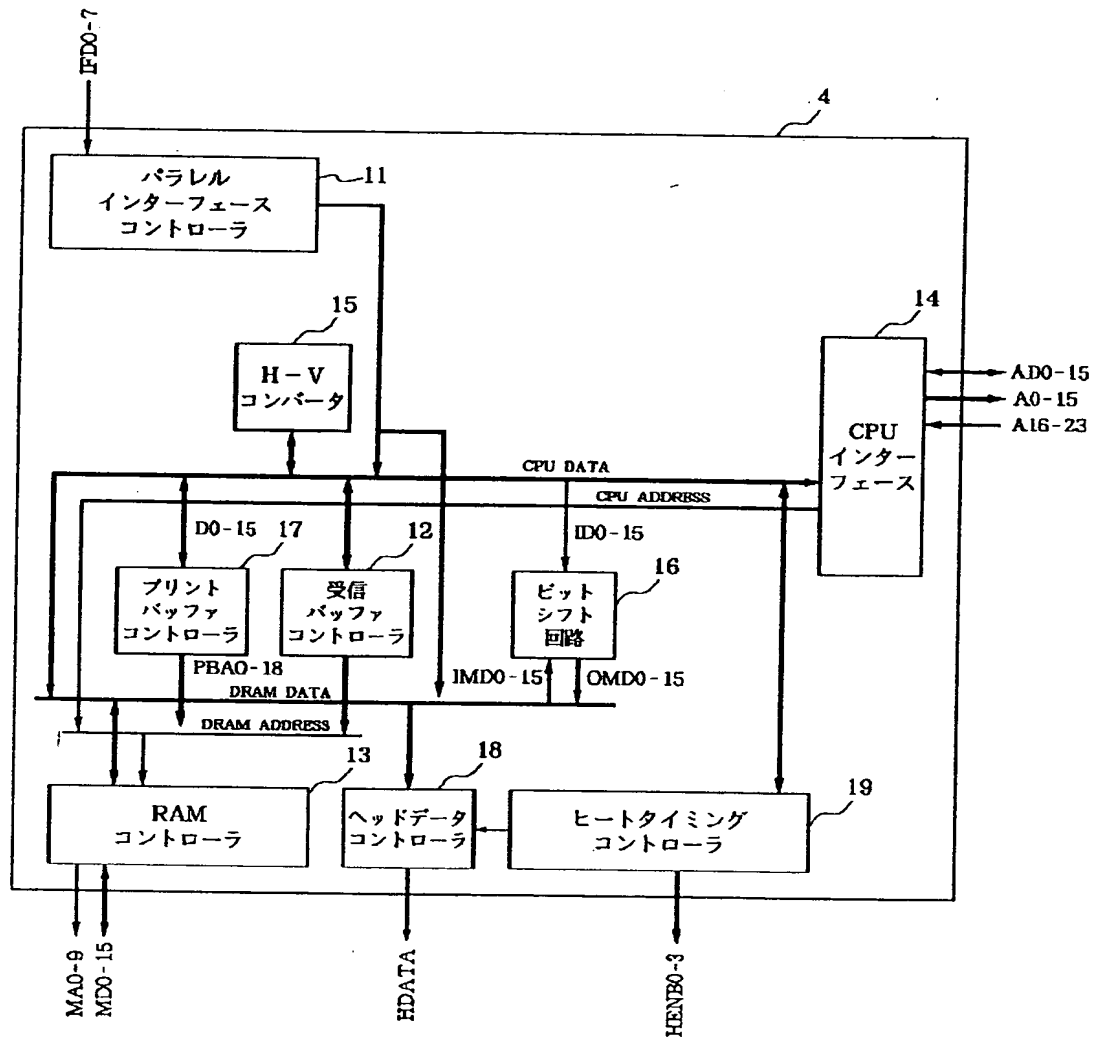 IFD0-7
4
パラレル
インターフェース
コントローラ
11
15
H-V
コンバータ
14
CPU
インター
フェース
AD0-15
A0-15
A16-23
CPU DATA
CPU ADDRESS
D0-15
17
12
ID0-15
16
プリント
バッファ
コントローラ
受信
バッファ
コントローラ
ビット
シフト
回路
PBA0-18
IMD0-15
OMD0-15
DRAM DATA
DRAM ADDRESS
13
18
19
RAM
コントローラ
ヘッドデータ
コントローラ
ヒートタイミング
コントローラ
MA0-9
MD0-15
HDATA
HENB0-3